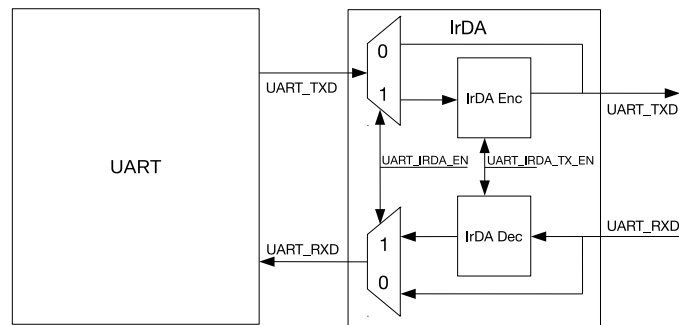 IrDA
0
UART_TXD
1
IrDA Enc
UART_TXD
UART
UART_IRDA_EN
UART_IRDA_TX_EN
UART_RXD
1
IrDA Dec
UART_RXD
0